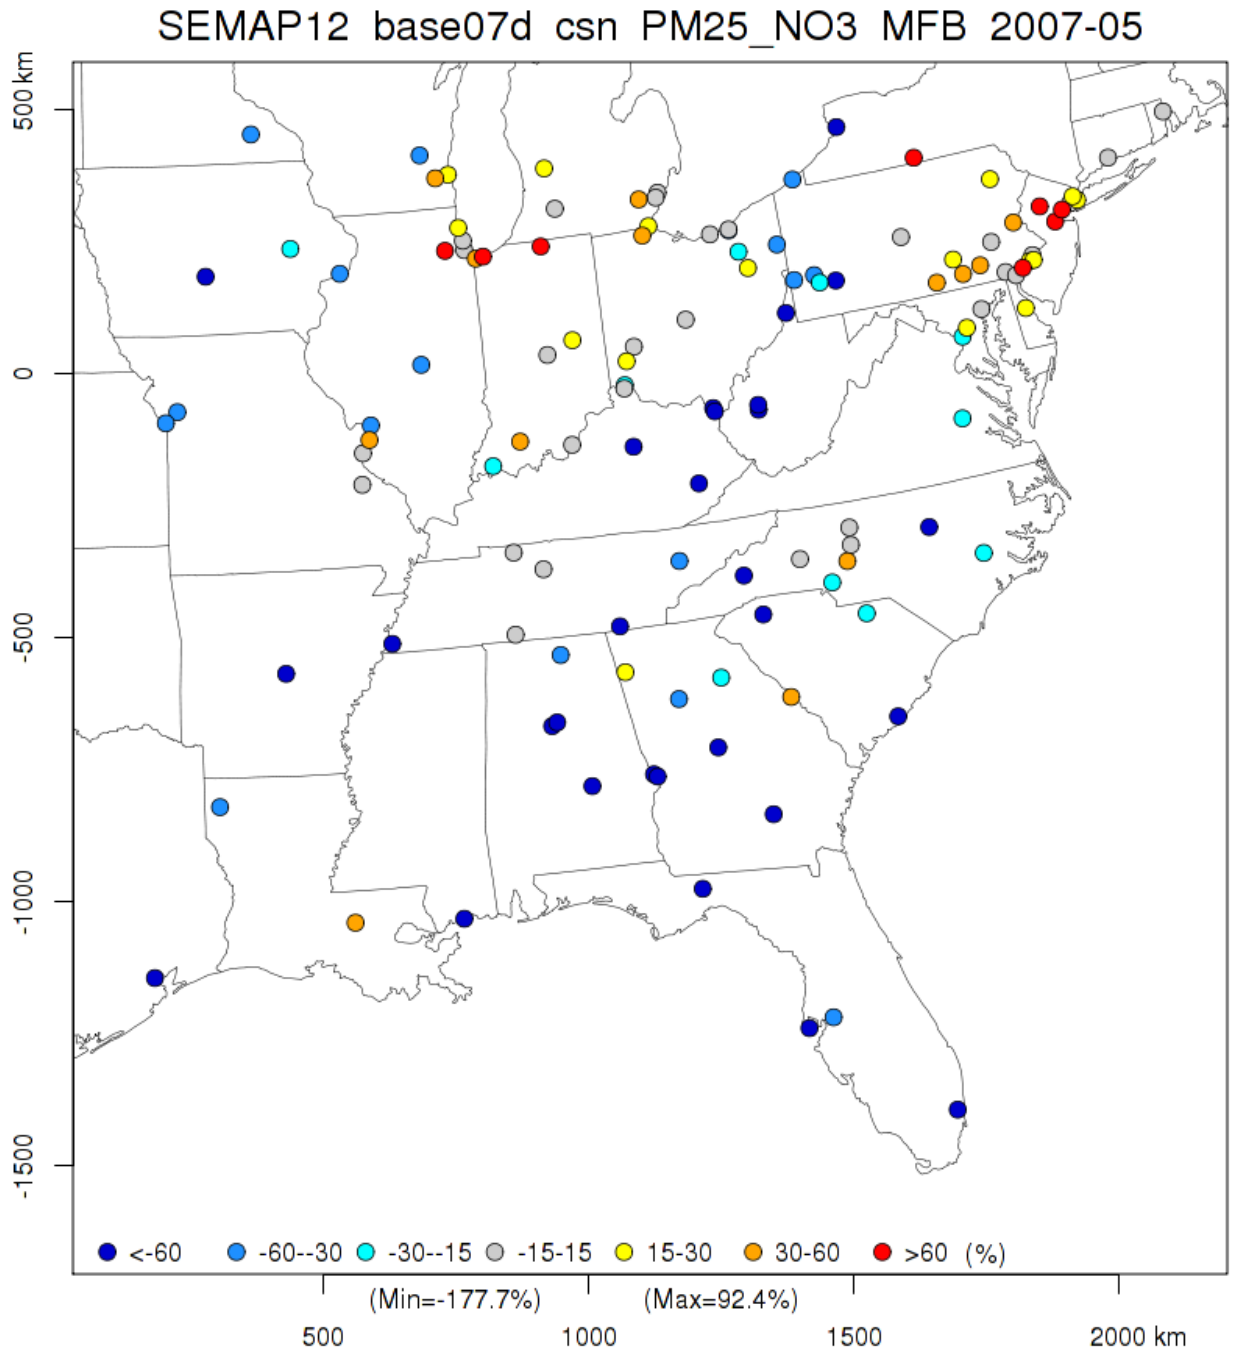 SEMAP12 base07d csn PM25_NO3 MFB 2007-05
500 km
0
-500
-1000
-1500
<-60 -60--30 -30--15 -15-15 15-30 30-60 >60 (%)
(Min=-177.7%) (Max=92.4%)
500 1000 1500 2000 km